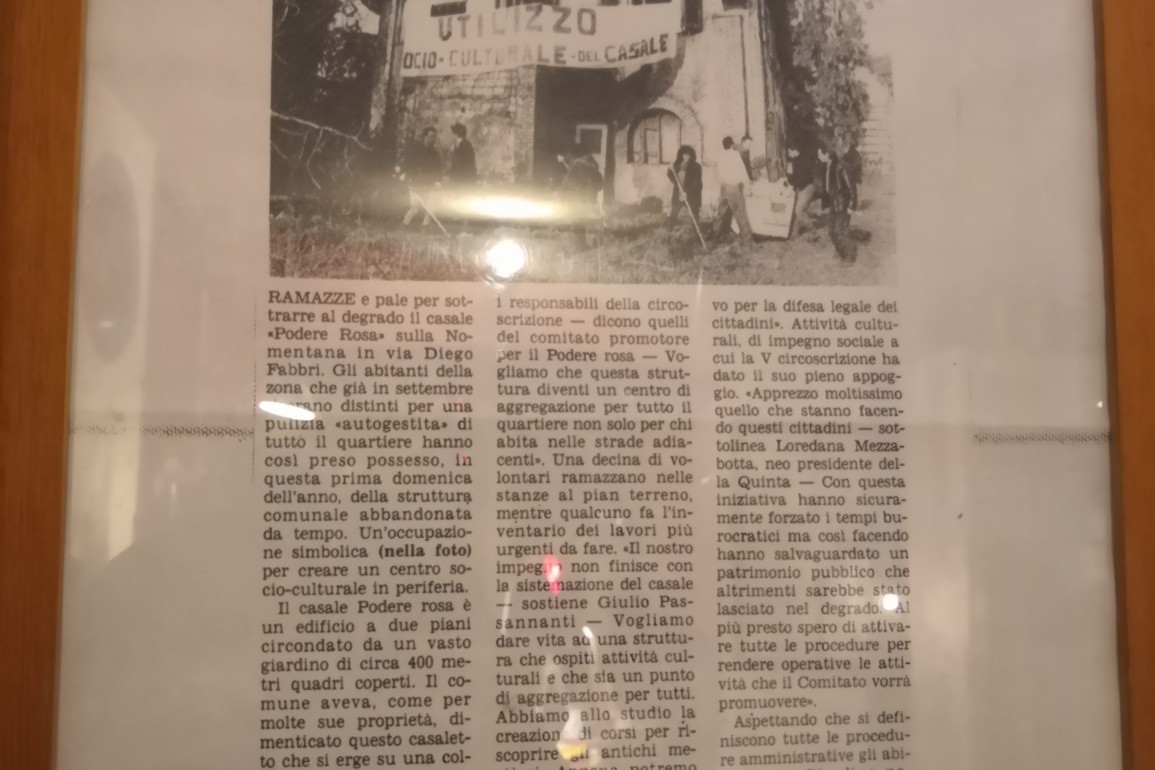 UTILIZZO
OCIO-CULTURALE-DEL CASALE
RAMAZZE e pale per sot-
trarre al degrado il casale
«Podere Rosa» sulla No-
mentana in via Diego
Fabbri. Gli abitanti della
zona che già in settembre
erano distinti per una
pulizia «autogestita» di
tutto il quartiere hanno
così preso possesso, in
questa prima domenica
dell'anno, della struttura
comunale abbandonata
da tempo. Un'occupazio-
ne simbolica (nella foto)
per creare un centro so-
cio-culturale in periferia.
Il casale Podere rosa è
un edificio a due piani
circondato da un vasto
giardino di circa 400 me-
tri quadri coperti. Il co-
mune aveva, come per
molte sue proprietà, di-
menticato questo casalet-
to che si erge su una col-
i responsabili della circo-
scrizione — dicono quelli
del comitato promotore
per il Podere rosa — Vo-
gliamo che questa strut-
tura diventi un centro di
aggregazione per tutto il
quartiere non solo per chi
abita nelle strade adia-
centi». Una decina di vo-
lontari ramazzano nelle
stanze al pian terreno,
mentre qualcuno fa l'in-
ventario dei lavori più
urgenti da fare. «Il nostro
impegno non finisce con
la sistemazione del casale
— sostiene Giulio Pas-
sannanti — Vogliamo
dare vita ad una struttu-
ra che ospiti attività cul-
turali e che sia un punto
di aggregazione per tutti.
Abbiamo allo studio la
creazion di corsi per ri-
scoprire gli antichi me-
potremo
vo per la difesa legale dei
cittadini». Attività cultu-
rali, di impegno sociale a
cui la V circoscrizione ha
dato il suo pieno appog-
gio. «Apprezzo moltissimo
quello che stanno facen-
do questi cittadini — sot-
tolinea Loredana Mezza-
botta, neo presidente del-
la Quinta — Con questa
iniziativa hanno sicura-
mente forzato i tempi bu-
rocratici ma così facendo
hanno salvaguardato un
patrimonio pubblico che
altrimenti sarebbe stato
lasciato nel degrado. Al
più presto spero di attiva-
re tutte le procedure per
rendere operative le atti-
vità che il Comitato vorrà
promuovere».
Aspettando che si defi-
niscono tutte le procedu-
re amministrative gli abi-